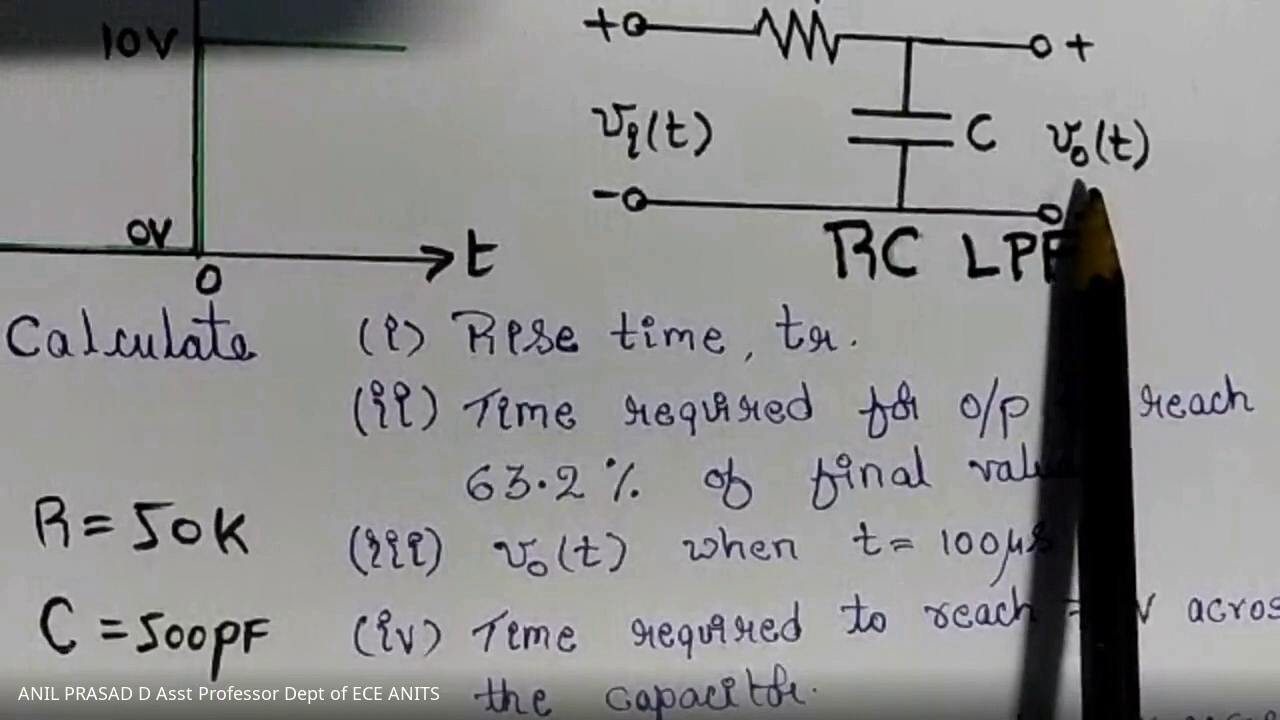 10V
+ +
vi(t) C vo(t)
0V -
0 t RC LPF
Calculate (i) Rise time, tr.
(ii) Time required for o/p reach
63.2% of final value
R = 50K (iii) vo(t) when t = 100μs
C = 500pF (iv) Time required to reach V across
the capacitor.
ANIL PRASAD D Asst Professor Dept of ECE ANITS